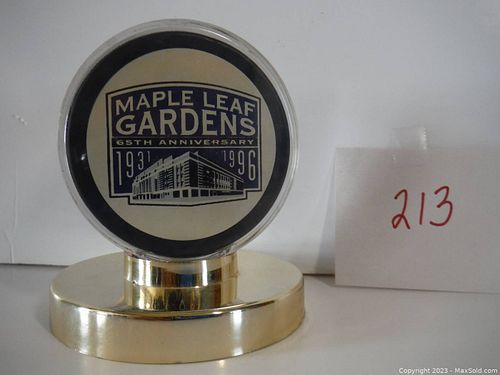 MAPLE LEAF
GARDENS
65TH ANNIVERSARY
1931 1996
213
Copyright 2023 - MaxSold.com